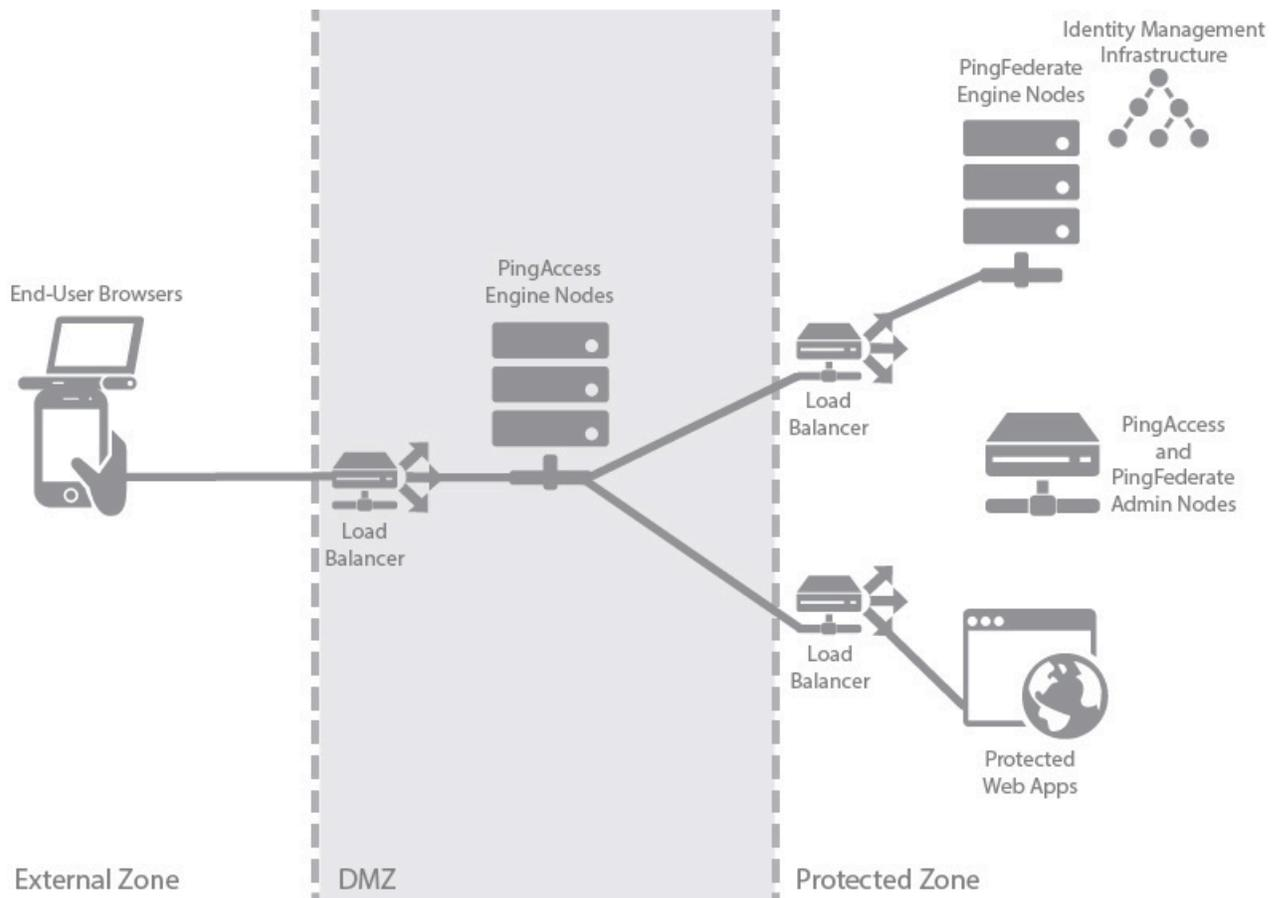 Identity Management
Infrastructure
PingFederate
Engine Nodes
PingAccess
Engine Nodes
End-User Browsers
Load
Balancer
Load
Balancer
PingAccess
and
PingFederate
Admin Nodes
Load
Balancer
Protected
Web Apps
External Zone
DMZ
Protected Zone